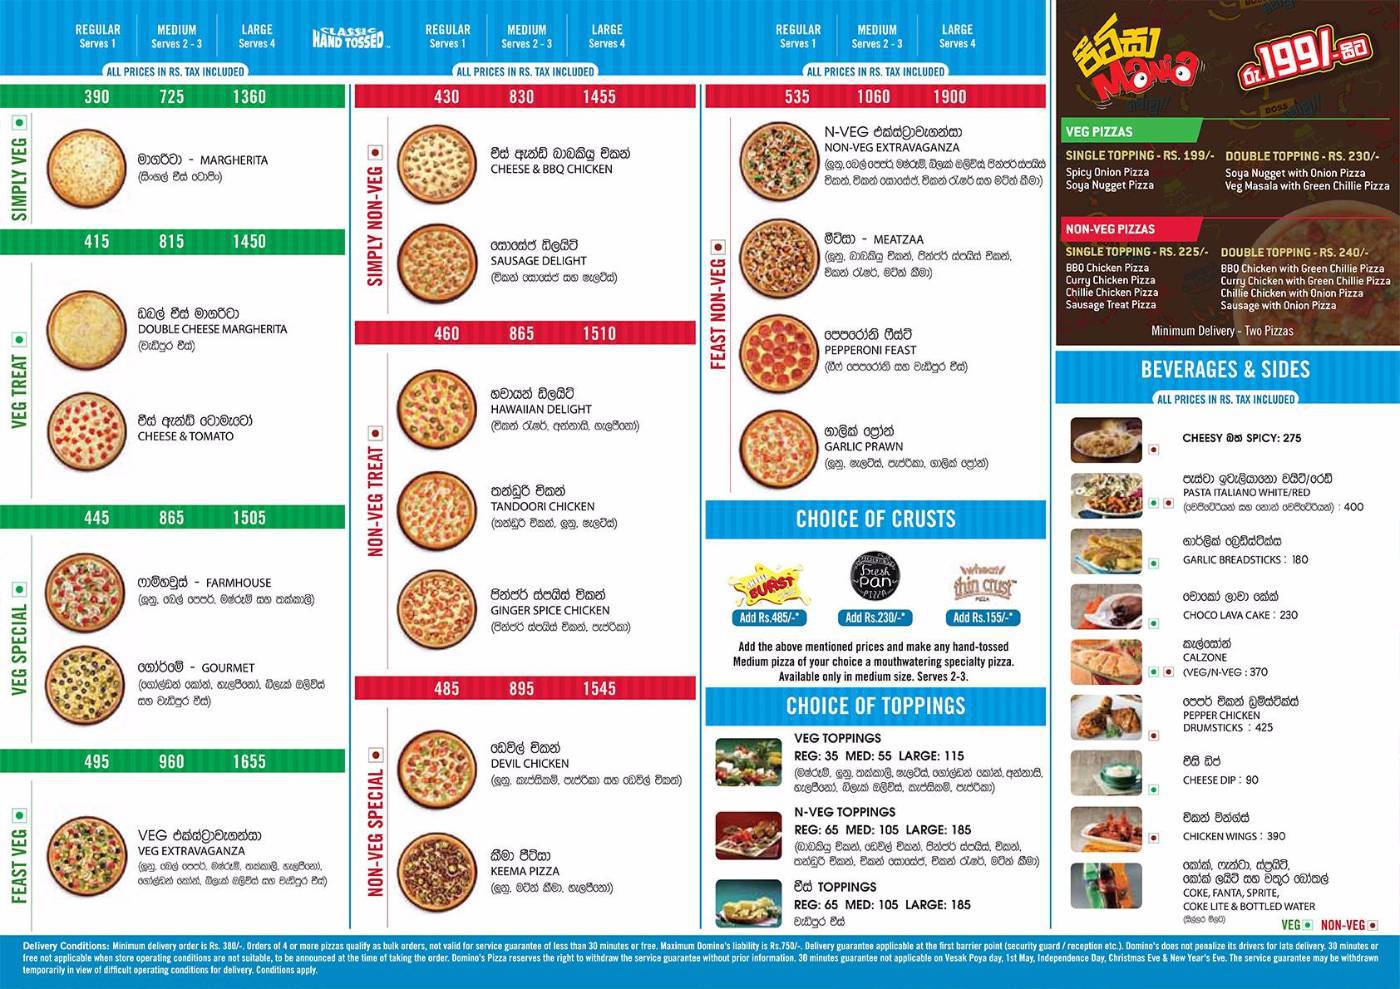 REGULAR MEDIUM LARGE
Serves 1 Serves 2 - 3 Serves 4
ALL PRICES IN RS. TAX INCLUDED
CLASSIC
HAND TOSSED
390 725 1360
SIMPLY VEG
මාගරිටා - MARGHERITA
(සිංගල් චීස් ටොපිං)
415 815 1450
VEG TREAT
ඩබල් චීස් මාගරිටා
DOUBLE CHEESE MARGHERITA
(වැඩිපුර චීස්)
චීස් ඇන්ඩ් ටොමැටෝ
CHEESE & TOMATO
445 865 1505
VEG SPECIAL
ෆාම්හවුස් - FARMHOUSE
(ලූනු, බෙල් පෙපර්, මෂ්රූම් සහ තක්කාලි)
ගෝර්මේ - GOURMET
(ගෝල්ඩන් කෝන්, හැලපීනෝ, බ්ලැක් ඔලිව්ස්
සහ වැඩිපුර චීස්)
495 960 1655
FEAST VEG
VEG එක්ස්ට්‍රාවැගන්සා
VEG EXTRAVAGANZA
(ලූනු, බෙල් පෙපර්, මෂ්රූම්, තක්කාලි, හැලපීනෝ,
ගෝල්ඩන් කෝන්, බ්ලැක් ඔලිව්ස් සහ වැඩිපුර චීස්)
REGULAR MEDIUM LARGE
Serves 1 Serves 2 - 3 Serves 4
ALL PRICES IN RS. TAX INCLUDED
430 830 1455
SIMPLY NON-VEG
චීස් ඇන්ඩ් බාබකියු චිකන්
CHEESE & BBQ CHICKEN
සොසේජ් ඩිලයිට්
SAUSAGE DELIGHT
(චිකන් සොසේජ් සහ ෂැලට්ස්)
460 865 1510
NON-VEG TREAT
හවායන් ඩිලයිට්
HAWAIIAN DELIGHT
(චිකන් රැෂර්, අන්නාසි, හැලපීනෝ)
තන්ඩූරි චිකන්
TANDOORI CHICKEN
(තන්ඩූරි චිකන්, ලූනු, ෂැලට්ස්)
පින්ජර් ස්පයිස් චිකන්
GINGER SPICE CHICKEN
(පින්ජර් ස්පයිස් චිකන්, පැප්රිකා)
485 895 1545
NON-VEG SPECIAL
ඩෙවිල් චිකන්
DEVIL CHICKEN
(ලූනු, කැප්සිකම්, පැප්රිකා සහ ඩෙවිල් චිකන්)
කීමා පීට්සා
KEEMA PIZZA
(ලූනු, මටන් කීමා, හැලපීනෝ)
REGULAR MEDIUM LARGE
Serves 1 Serves 2 - 3 Serves 4
ALL PRICES IN RS. TAX INCLUDED
535 1060 1900
FEAST NON-VEG
N-VEG එක්ස්ට්‍රාවැගන්සා
NON-VEG EXTRAVAGANZA
(ලූනු, බෙල් පෙපර්, මෂ්රූම්, බ්ලැක් ඔලිව්ස්, පින්ජර් ස්පයිස්
චිකන්, චිකන් සොසේජ්, චිකන් රැෂර් සහ මටන් කීමා)
මීට්සා - MEATZAA
(ලූනු, බාබකියු චිකන්, පින්ජර් ස්පයිස් චිකන්,
චිකන් රැෂර්, මටන් කීමා)
පෙපරෝනි ෆීස්ට්
PEPPERONI FEAST
(බීෆ් පෙපරෝනි සහ වැඩිපුර චීස්)
ගාලික් ප්‍රෝන්
GARLIC PRAWN
(ලූනු, ෂැලට්ස්, පැප්රිකා, ගාලික් ප්‍රෝන්)
CHOICE OF CRUSTS
BURST
fresh
pan
PIZZA
wheat
thin crust
PIZZA
Add Rs.485/-* Add Rs.230/-* Add Rs.155/-*
Add the above mentioned prices and make any hand-tossed
Medium pizza of your choice a mouthwatering specialty pizza.
Available only in medium size. Serves 2-3.
CHOICE OF TOPPINGS
VEG TOPPINGS
REG: 35 MED: 55 LARGE: 115
(මෂ්රූම්, ලූනු, තක්කාලි, ෂැලට්ස්, ගෝල්ඩන් කෝන්, අන්නාසි,
හැලපීනෝ, බ්ලැක් ඔලිව්ස්, කැප්සිකම්, පැප්රිකා)
N-VEG TOPPINGS
REG: 65 MED: 105 LARGE: 185
(බාබකියු චිකන්, ඩෙවිල් චිකන්, පින්ජර් ස්පයිස් චිකන්,
තන්ඩූරි චිකන්, චිකන් සොසේජ්, චිකන් රැෂර්, මටන් කීමා)
චීස් TOPPINGS
REG: 65 MED: 105 LARGE: 185
වැඩිපුර චීස්
පීට්සා
Mania
රු.199/-සිට
VEG PIZZAS
SINGLE TOPPING - RS. 199/- DOUBLE TOPPING - RS. 230/-
Spicy Onion Pizza Soya Nugget with Onion Pizza
Soya Nugget Pizza Veg Masala with Green Chillie Pizza
NON-VEG PIZZAS
SINGLE TOPPING - RS. 225/- DOUBLE TOPPING - RS. 240/-
BBQ Chicken Pizza BBQ Chicken with Green Chillie Pizza
Curry Chicken Pizza Curry Chicken with Green Chillie Pizza
Chillie Chicken Pizza Chillie Chicken with Onion Pizza
Sausage Treat Pizza Sausage with Onion Pizza
Minimum Delivery - Two Pizzas
BEVERAGES & SIDES
ALL PRICES IN RS. TAX INCLUDED
CHEESY බත SPICY: 275
පැස්ටා ඉටැලියානො වයිට්/රෙඩ්
PASTA ITALIANO WHITE/RED
(වෙජිටේරියන් සහ නොන් වෙජිටේරියන්) : 400
ගාර්ලික් බ්‍රෙඩ්ස්ටික්ස
GARLIC BREADSTICKS : 180
චොකෝ ලාවා කේක්
CHOCO LAVA CAKE : 230
කැල්සෝන්
CALZONE
(VEG/N-VEG : 370
පෙපර් චිකන් ඩ්‍රම්ස්ටික්ස්
PEPPER CHICKEN
DRUMSTICKS : 425
චීසි ඩිප්
CHEESE DIP : 90
චිකන් වින්ග්ස්
CHICKEN WINGS : 390
කෝක්, ෆැන්ටා, ස්ප්‍රයිට්,
කෝක් ලයිට් සහ වතුර බෝතල්
COKE, FANTA, SPRITE,
COKE LITE & BOTTLED WATER
(සිල්ලර මිලට)
VEG NON-VEG
Delivery Conditions: Minimum delivery order is Rs. 380/-. Orders of 4 or more pizzas qualify as bulk orders, not valid for service guarantee of less than 30 minutes or free. Maximum Domino's liability is Rs.750/-. Delivery guarantee applicable at the first barrier point (security guard / reception etc.). Domino's does not penalize its drivers for late delivery. 30 minutes or
free not applicable when store operating conditions are not suitable, to be announced at the time of taking the order. Domino's Pizza reserves the right to withdraw the service guarantee without prior information. 30 minutes guarantee not applicable on Vesak Poya day, 1st May, Independence Day, Christmas Eve & New Year's Eve. The service guarantee may be withdrawn
temporarily in view of difficult operating conditions for delivery. Conditions apply.